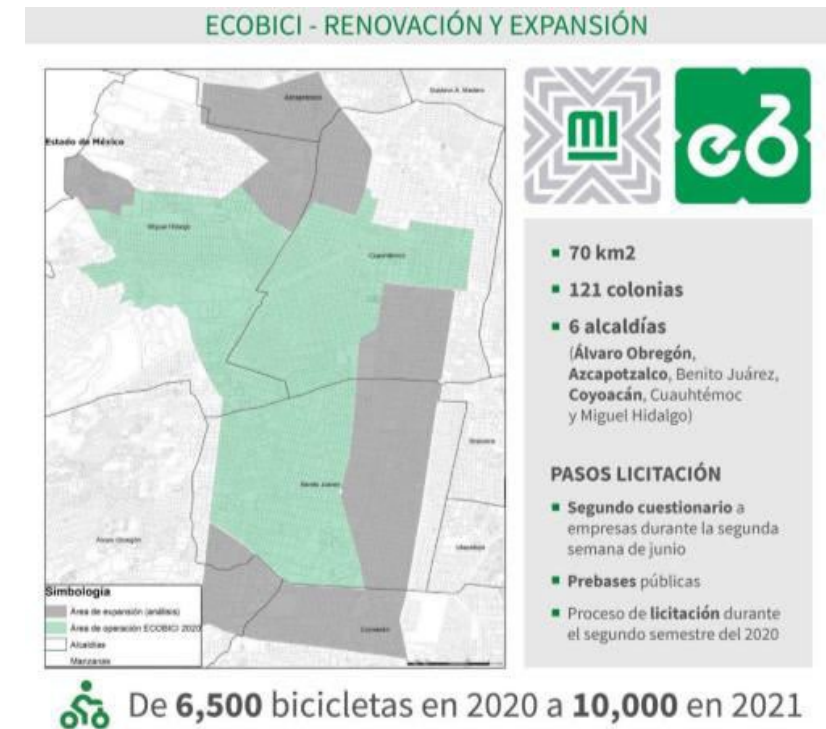 ECOBICI - RENOVACIÓN Y EXPANSIÓN
Azcapotzalco
Gustavo A. Madero
Estado de México
Miguel Hidalgo
Cuauhtémoc
Benito Juárez
Iztacalco
Iztapalapa
Álvaro Obregón
Coyoacán
Simbología
Área de expansión (análisis)
Área de operación ECOBICI 2020
Alcaldías
Manzanas
MI
eb
70 km2
121 colonias
6 alcaldías
(Álvaro Obregón,
Azcapotzalco, Benito Juárez,
Coyoacán, Cuauhtémoc
y Miguel Hidalgo)
PASOS LICITACIÓN
Segundo cuestionario a
empresas durante la segunda
semana de junio
Prebases públicas
Proceso de licitación durante
el segundo semestre del 2020
De 6,500 bicicletas en 2020 a 10,000 en 2021